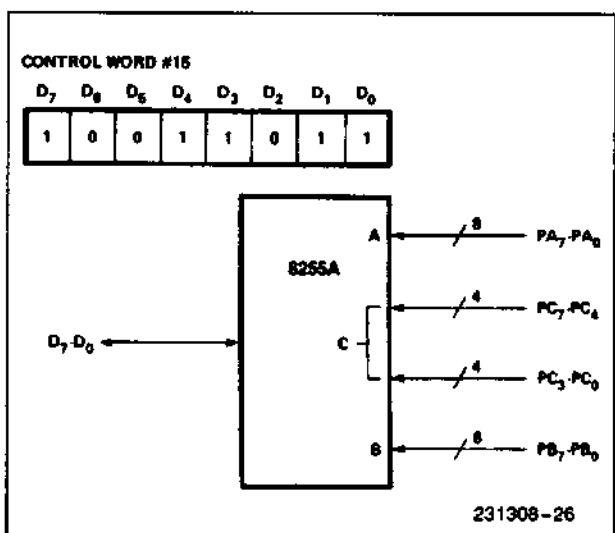 CONTROL WORD #15
D7 D6 D5 D4 D3 D2 D1 D0
1 0 0 1 1 0 1 1
A 8 PA7-PA0
8255A
4 PC7-PC4
D7-D0 C
4 PC3-PC0
B 8 PB7-PB0
231308-26